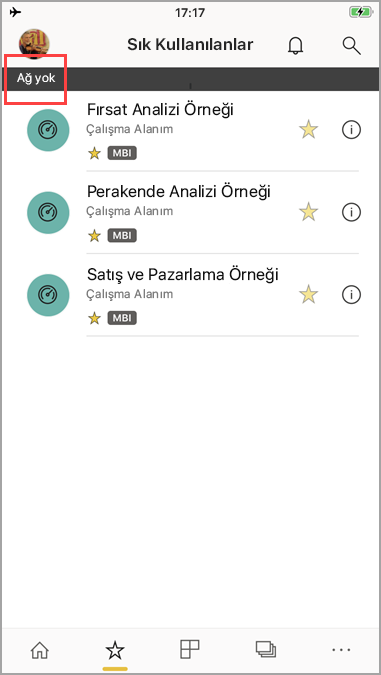 17:17
Sık Kullanılanlar
Ağ yok
Fırsat Analizi Örneği
Çalışma Alanım
MBI
Perakende Analizi Örneği
Çalışma Alanım
MBI
Satış ve Pazarlama Örneği
Çalışma Alanım
MBI